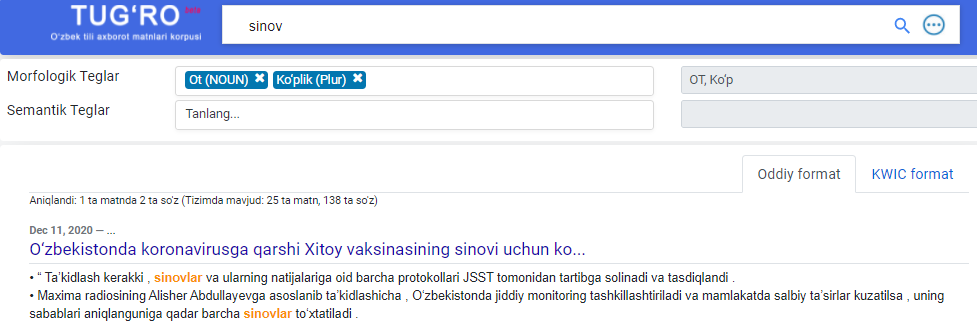 TUG‘RO beta
O‘zbek tili axborot matnlari korpusi
sinov
Morfologik Teglar
Ot (NOUN) ✖ Ko‘plik (Plur) ✖
OT, Ko‘p
Semantik Teglar
Tanlang...
Oddiy format
KWIC format
Aniqlandi: 1 ta matnda 2 ta so'z (Tizimda mavjud: 25 ta matn, 138 ta so'z)
Dec 11, 2020 — ...
O‘zbekistonda koronavirusga qarshi Xitoy vaksinasining sinovi uchun ko...
• “ Ta’kidlash kerakki , sinovlar va ularning natijalariga oid barcha protokollari JSST tomonidan tartibga solinadi va tasdiqlandi .
• Maxima radiosining Alisher Abdullayevga asoslanib ta’kidlashicha , O‘zbekistonda jiddiy monitoring tashkillashtiriladi va mamlakatda salbiy ta’sirlar kuzatilsa , uning
sabablari aniqlanguniga qadar barcha sinovlar to‘xtatiladi .